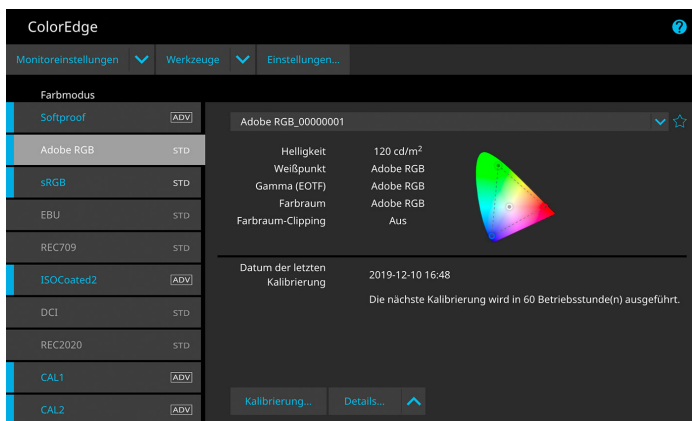 ColorEdge
Monitoreinstellungen Werkzeuge Einstellungen...
Farbmodus
Softproof ADV
Adobe RGB STD
sRGB STD
EBU STD
REC709 STD
ISOCoated2 ADV
DCI STD
REC2020 STD
CAL1 ADV
CAL2 ADV
Adobe RGB_00000001
Helligkeit 120 cd/m²
Weißpunkt Adobe RGB
Gamma (EOTF) Adobe RGB
Farbraum Adobe RGB
Farbraum-Clipping Aus
Datum der letzten
Kalibrierung 2019-12-10 16:48
Die nächste Kalibrierung wird in 60 Betriebsstunde(n) ausgeführt.
Kalibrierung... Details...